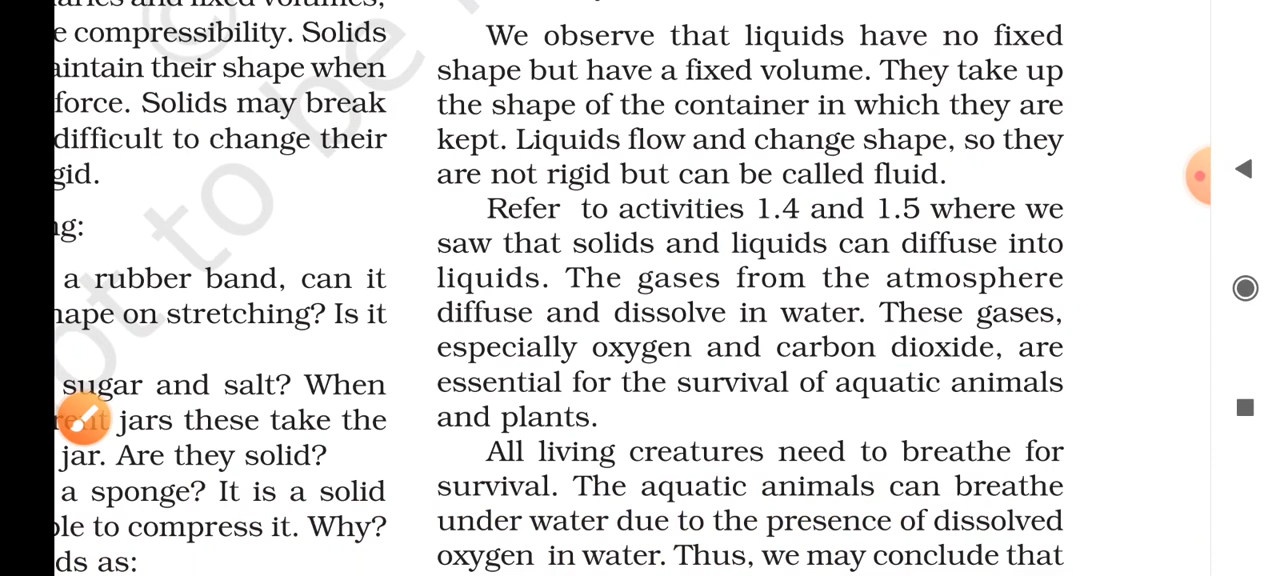 compressibility. Solids
their shape when
force. Solids may break
difficult to change their
a rubber band, can it
on stretching? Is it
sugar and salt? When
jars these take the
jar. Are they solid?
a sponge? It is a solid
to compress it. Why?
as:
We observe that liquids have no fixed
shape but have a fixed volume. They take up
the shape of the container in which they are
kept. Liquids flow and change shape, so they
are not rigid but can be called fluid.
Refer to activities 1.4 and 1.5 where we
saw that solids and liquids can diffuse into
liquids. The gases from the atmosphere
diffuse and dissolve in water. These gases,
especially oxygen and carbon dioxide, are
essential for the survival of aquatic animals
and plants.
All living creatures need to breathe for
survival. The aquatic animals can breathe
under water due to the presence of dissolved
oxygen in water. Thus, we may conclude that